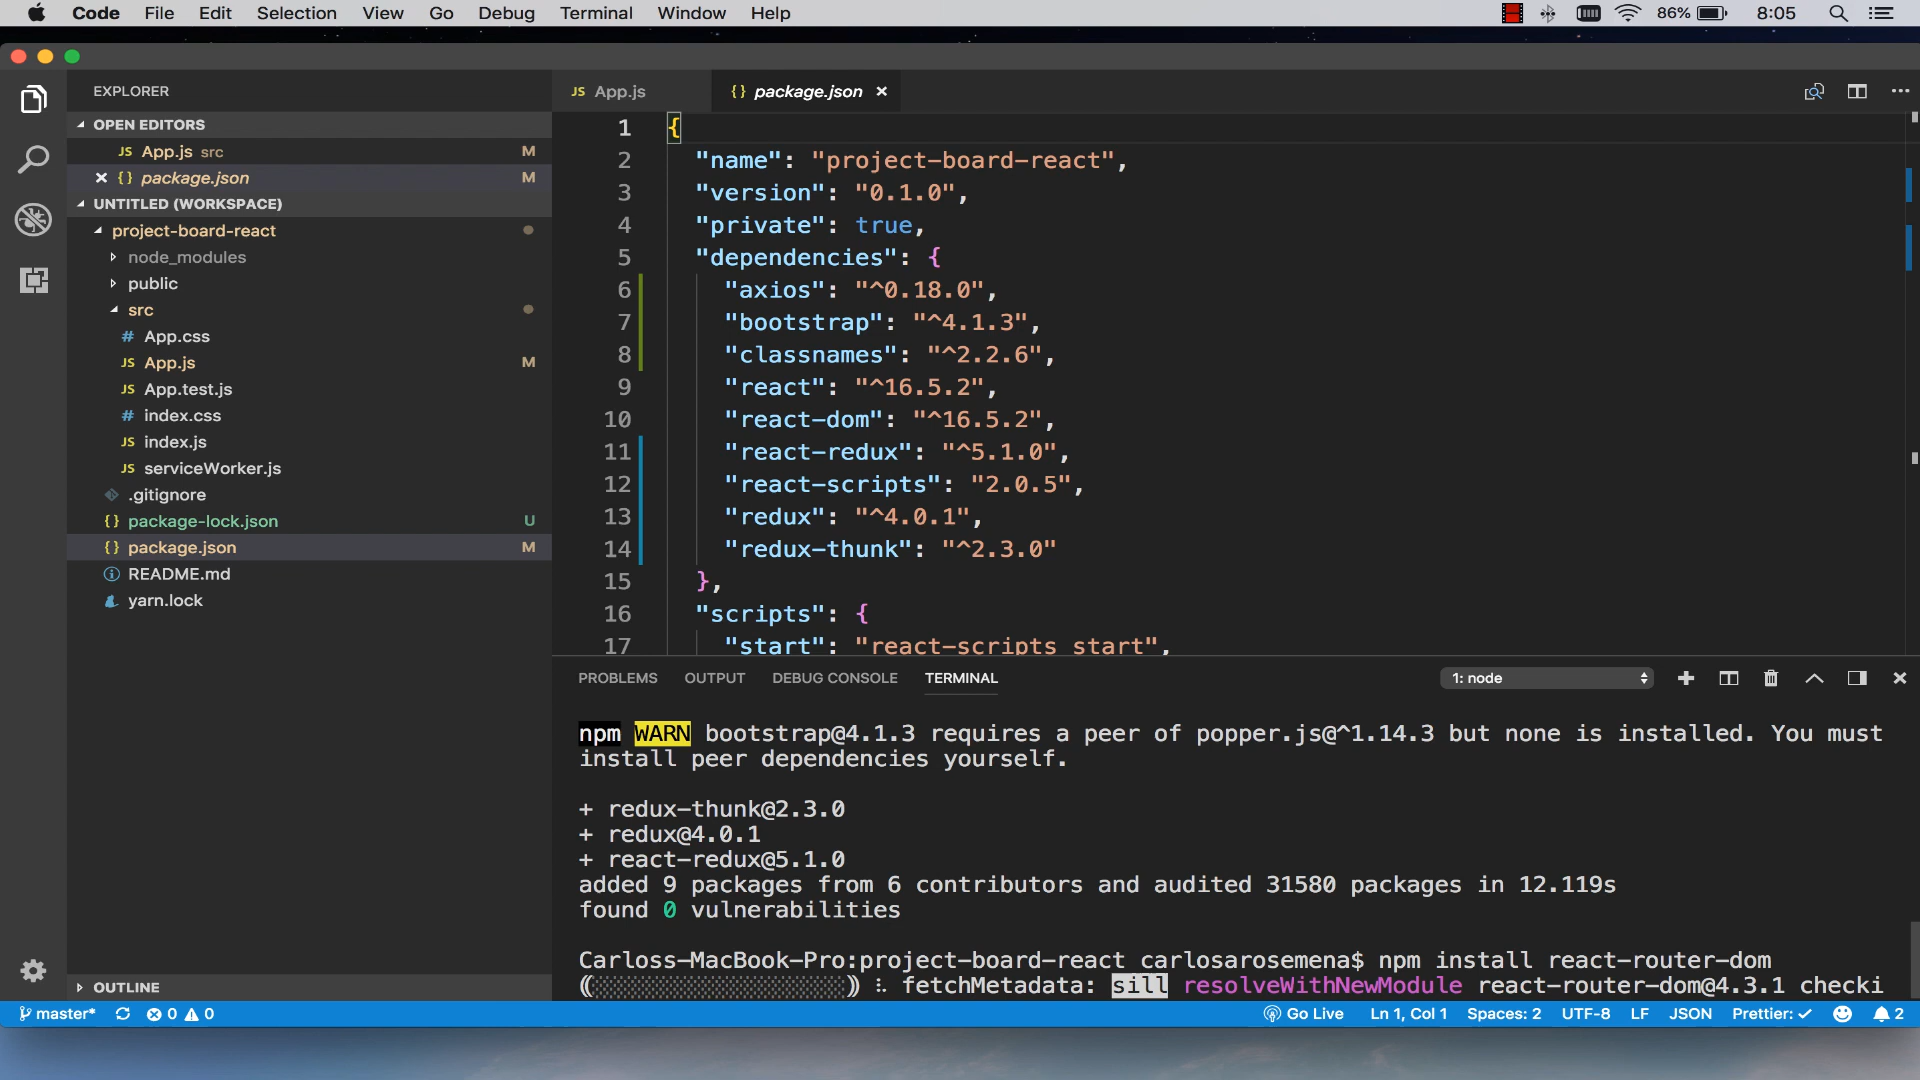 Code File Edit Selection View Go Debug Terminal Window Help 86% 8:05
EXPLORER
OPEN EDITORS
JS App.js src M
{} package.json M
UNTITLED (WORKSPACE)
project-board-react
node_modules
public
src
# App.css
JS App.js M
JS App.test.js
# index.css
JS index.js
JS serviceWorker.js
.gitignore
{} package-lock.json U
{} package.json M
README.md
yarn.lock
OUTLINE
JS App.js {} package.json
1 {
2 "name": "project-board-react",
3 "version": "0.1.0",
4 "private": true,
5 "dependencies": {
6 "axios": "^0.18.0",
7 "bootstrap": "^4.1.3",
8 "classnames": "^2.2.6",
9 "react": "^16.5.2",
10 "react-dom": "^16.5.2",
11 "react-redux": "^5.1.0",
12 "react-scripts": "2.0.5",
13 "redux": "^4.0.1",
14 "redux-thunk": "^2.3.0"
15 },
16 "scripts": {
17 "start": "react-scripts start",
PROBLEMS OUTPUT DEBUG CONSOLE TERMINAL 1: node
npm WARN bootstrap@4.1.3 requires a peer of popper.js@^1.14.3 but none is installed. You must
install peer dependencies yourself.
+ redux-thunk@2.3.0
+ redux@4.0.1
+ react-redux@5.1.0
added 9 packages from 6 contributors and audited 31580 packages in 12.119s
found 0 vulnerabilities
Carloss-MacBook-Pro:project-board-react carlosarosemena$ npm install react-router-dom
(░░░░░░░░░░░░░░░░░░) ⠧ fetchMetadata: sill resolveWithNewModule react-router-dom@4.3.1 checki
master* 0 0 Go Live Ln 1, Col 1 Spaces: 2 UTF-8 LF JSON Prettier: ✓ 2